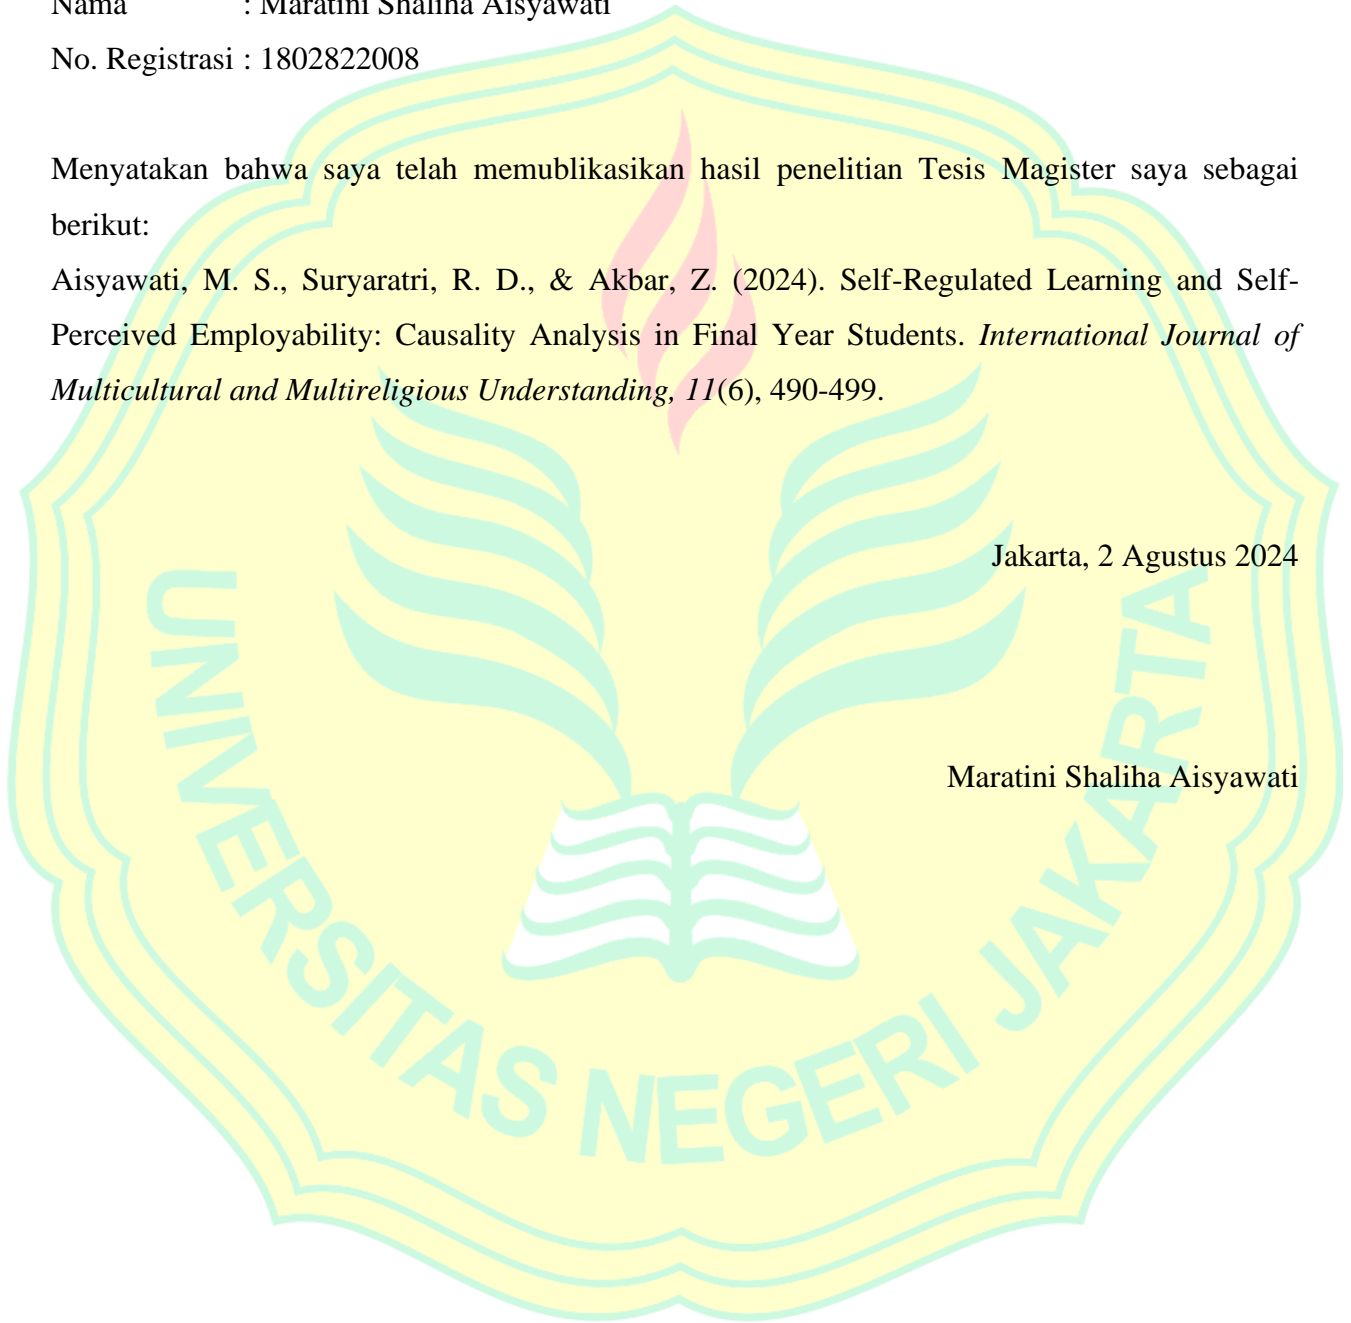 Nama : Maratini Shaliha Aisyawati
No. Registrasi : 1802822008
Menyatakan bahwa saya telah memublikasikan hasil penelitian Tesis Magister saya sebagai
berikut:
Aisyawati, M. S., Suryaratri, R. D., & Akbar, Z. (2024). Self-Regulated Learning and Self-
Perceived Employability: Causality Analysis in Final Year Students. International Journal of
Multicultural and Multireligious Understanding, 11(6), 490-499.
Jakarta, 2 Agustus 2024
Maratini Shaliha Aisyawati
UNIVERSITAS NEGERI JAKARTA